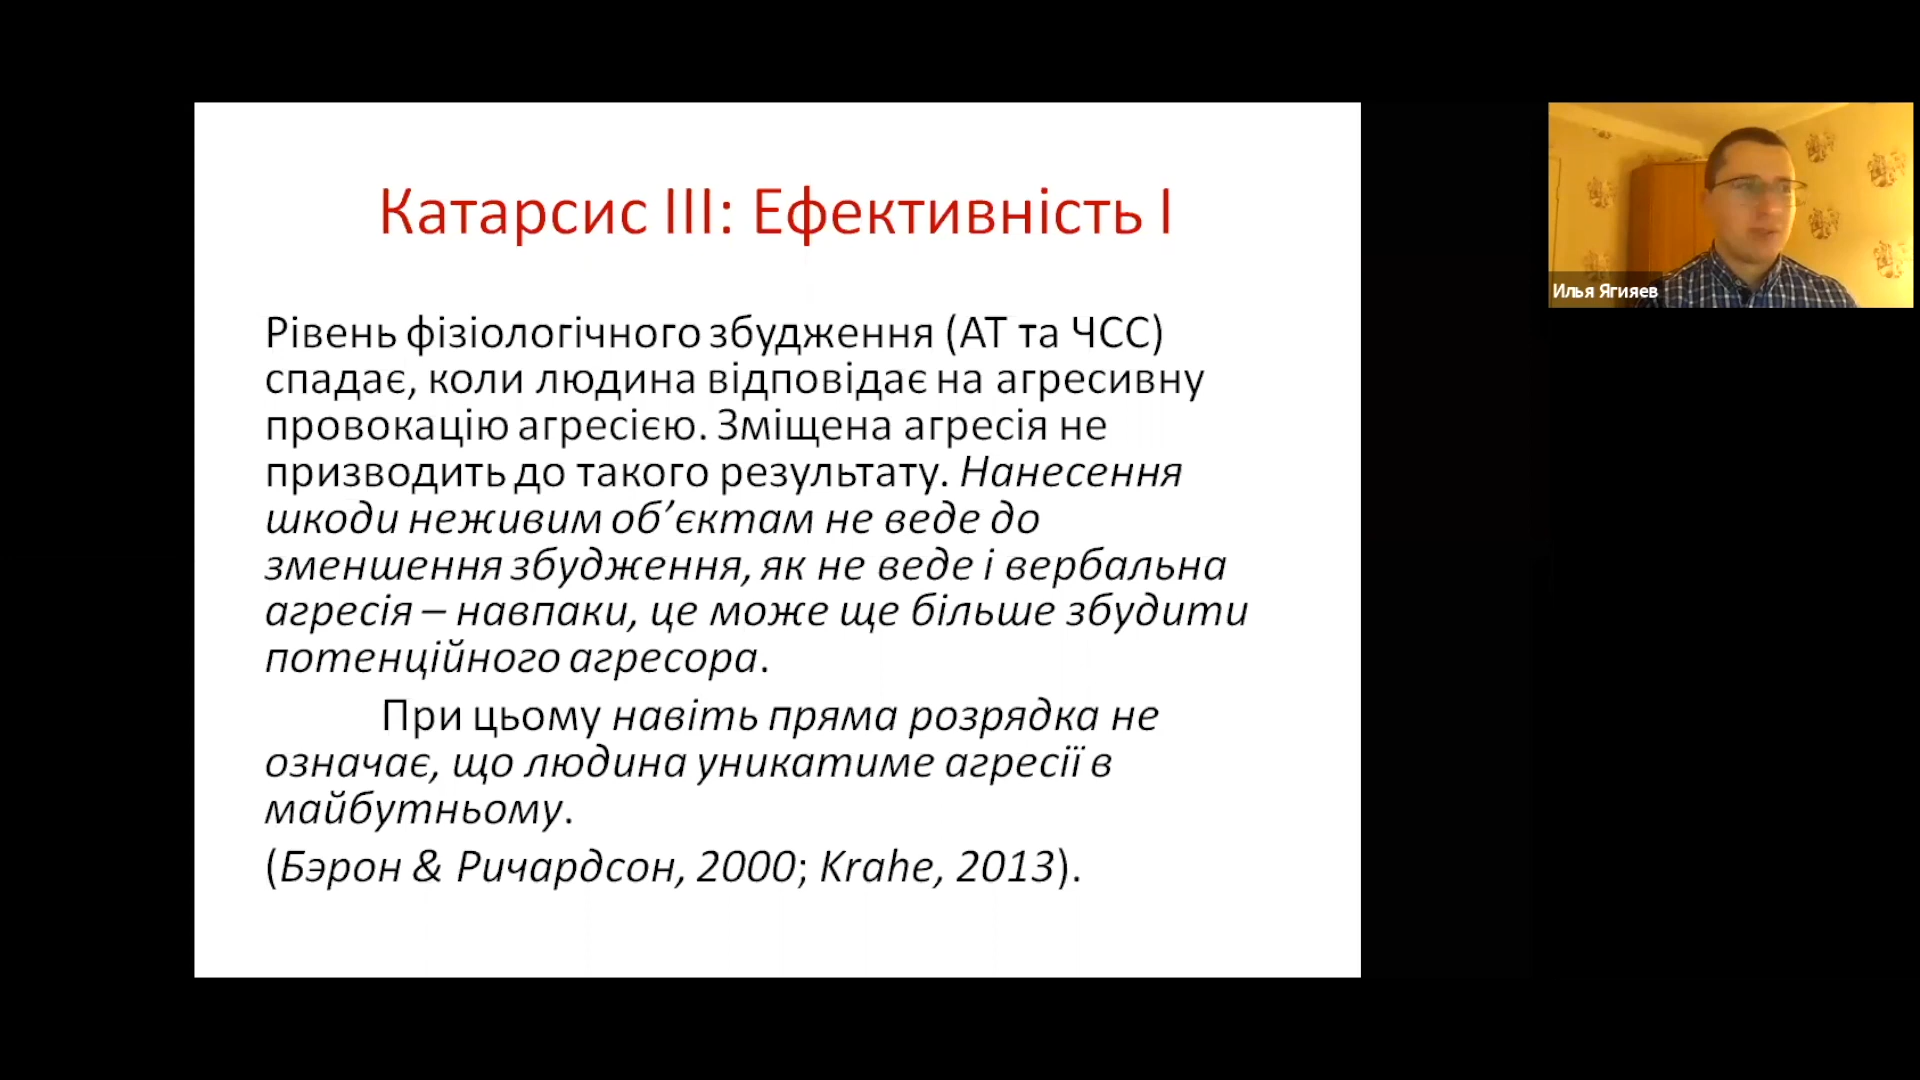 Катарсис III: Ефективність I
Рівень фізіологічного збудження (АТ та ЧСС)
спадає, коли людина відповідає на агресивну
провокацію агресією. Зміщена агресія не
призводить до такого результату. Нанесення
шкоди неживим об’єктам не веде до
зменшення збудження, як не веде і вербальна
агресія – навпаки, це може ще більше збудити
потенційного агресора.
При цьому навіть пряма розрядка не
означає, що людина уникатиме агресії в
майбутньому.
(Бэрон & Ричардсон, 2000; Krahe, 2013).
Илья Ягияев